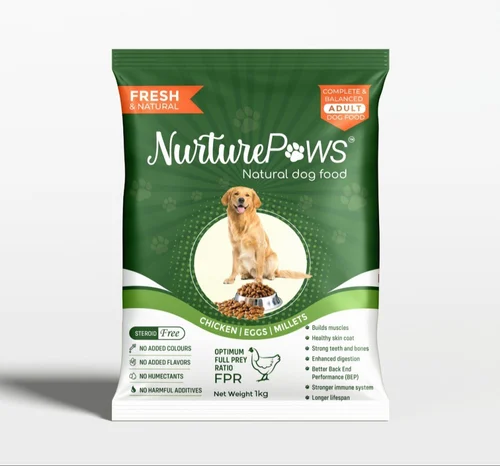 FRESH
& NATURAL
COMPLETE &
BALANCED
ADULT
DOG FOOD
NurturePaws™
Natural dog food
CHICKEN | EGGS | MILLETS
STEROID Free
NO ADDED COLOURS
NO ADDED FLAVORS
NO HUMECTANTS
NO HARMFUL ADDITIVES
OPTIMUM
FULL PREY
RATIO
FPR
Net Weight 1kg
• Builds muscles
• Healthy skin coat
• Strong teeth and bones
• Enhanced digestion
• Better Back End
Performance (BEP)
• Stronger immune system
• Longer lifespan